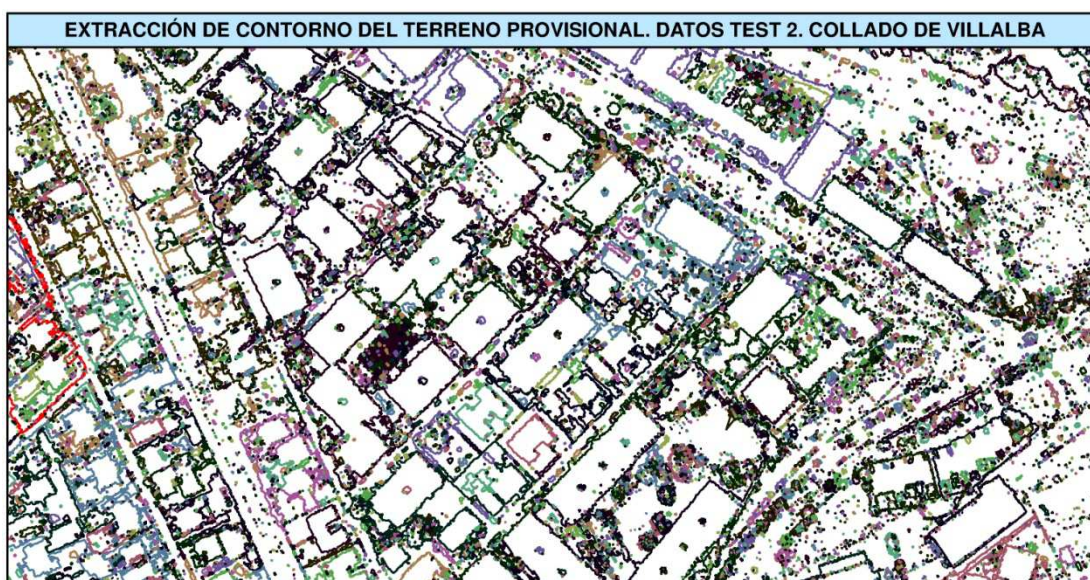 EXTRACCIÓN DE CONTORNO DEL TERRENO PROVISIONAL. DATOS TEST 2. COLLADO DE VILLALBA